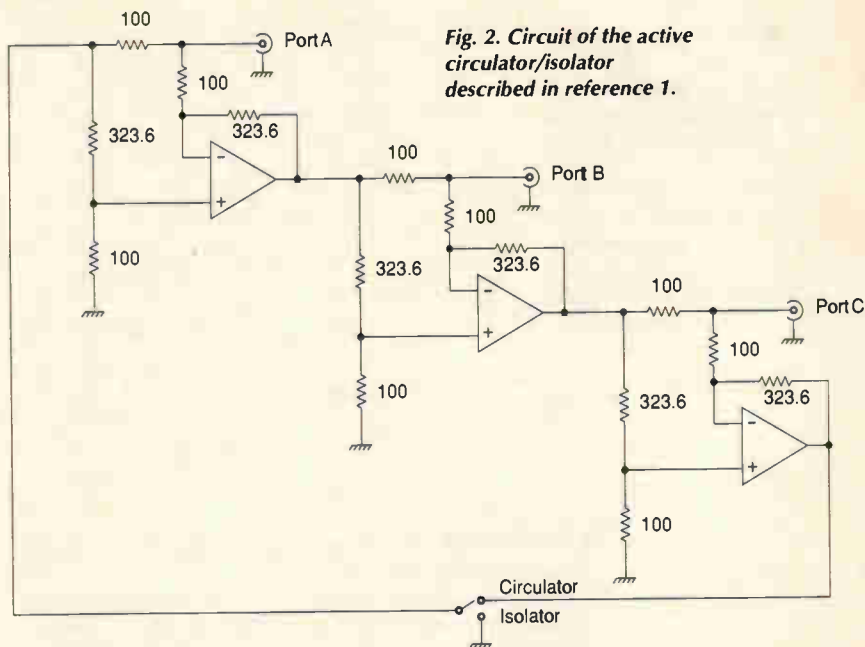 Fig. 2. Circuit of the active
circulator/isolator
described in reference 1.
100
Port A
100
323.6
323.6
-
+
100
100
Port B
100
323.6
323.6
-
+
100
100
Port C
100
323.6
323.6
-
+
100
Circulator
Isolator